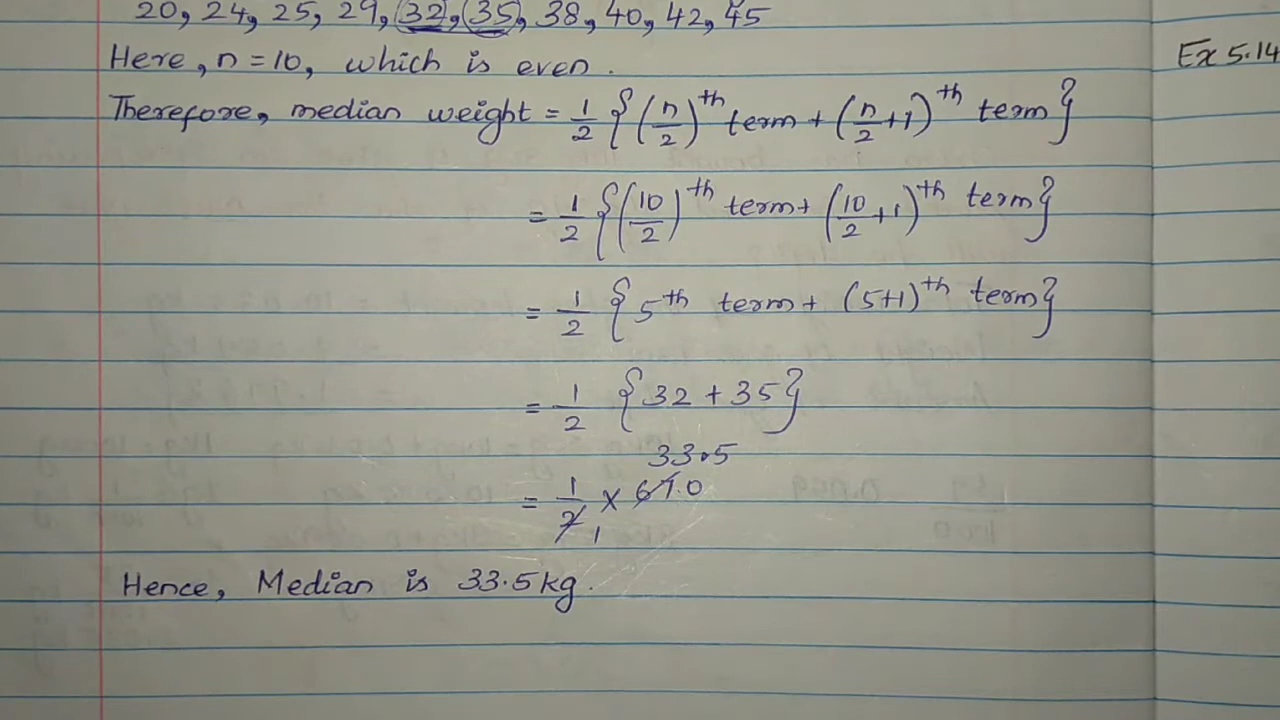 20, 24, 25, 29, 32, 35, 38, 40, 42, 45
Here, n = 10, which is even.
Ex 5.14
Therefore, median weight = 1/2 {(n/2)th term + (n/2 + 1)th term}
= 1/2 {(10/2)th term + (10/2 + 1)th term}
= 1/2 {5th term + (5+1)th term}
= 1/2 {32 + 35}
33.5
= 1/2 × 67.0
1
Hence, Median is 33.5 kg.